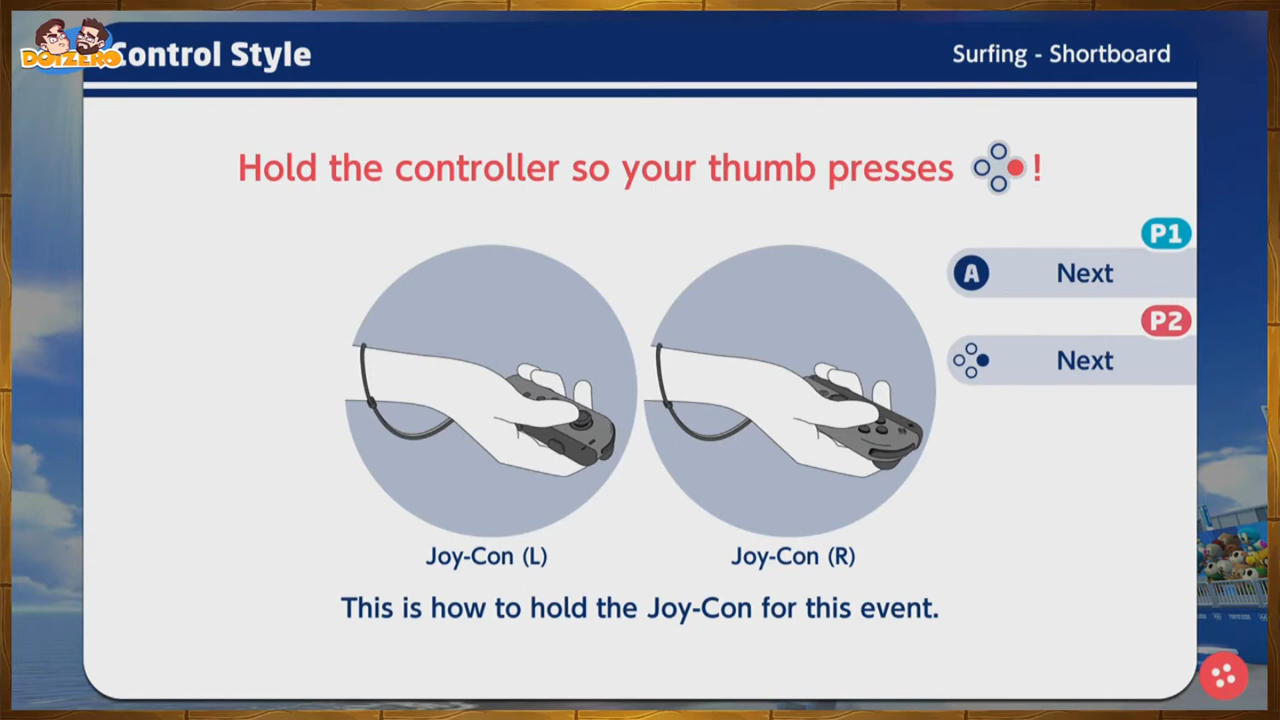 DOTZERO
Control Style
Surfing - Shortboard
Hold the controller so your thumb presses !
P1
A Next
P2
Next
Joy-Con (L)
Joy-Con (R)
This is how to hold the Joy-Con for this event.